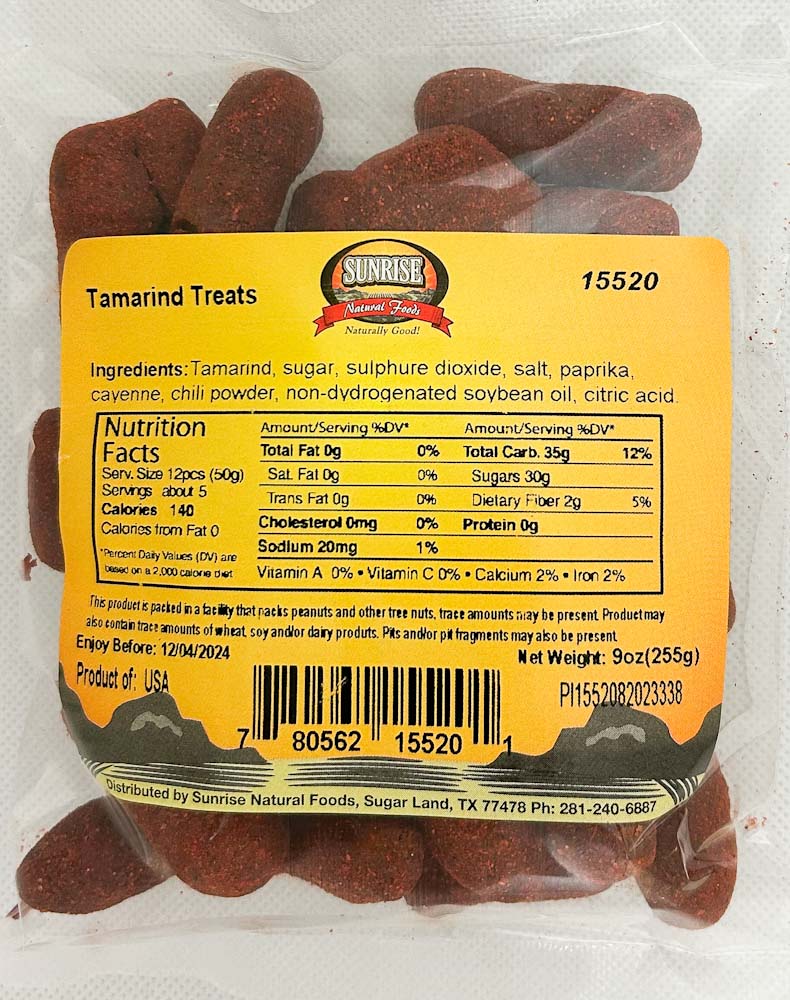 SUNRISE
Natural Foods
Naturally Good!
15520
Tamarind Treats
Ingredients: Tamarind, sugar, sulphure dioxide, salt, paprika,
cayenne, chili powder, non-dydrogenated soybean oil, citric acid.
Nutrition
Facts
Serv. Size 12pcs (50g)
Servings about 5
Calories 140
Calories from Fat 0
*Percent Daily Values (DV) are
based on a 2,000 calorie diet
Amount/Serving %DV*
Total Fat 0g 0%
Sat. Fat 0g 0%
Trans Fat 0g 0%
Cholesterol 0mg 0%
Sodium 20mg 1%
Amount/Serving %DV*
Total Carb. 35g 12%
Sugars 30g
Dietary Fiber 2g 5%
Protein 0g
Vitamin A 0% • Vitamin C 0% • Calcium 2% • Iron 2%
This product is packed in a facility that packs peanuts and other tree nuts, trace amounts may be present. Product may
also contain trace amounts of wheat, soy and/or dairy produts. Pits and/or pit fragments may also be present.
Enjoy Before: 12/04/2024
Net Weight: 9oz(255g)
Product of: USA
PI1552082023338
7 80562 15520 1
Distributed by Sunrise Natural Foods, Sugar Land, TX 77478 Ph: 281-240-6887